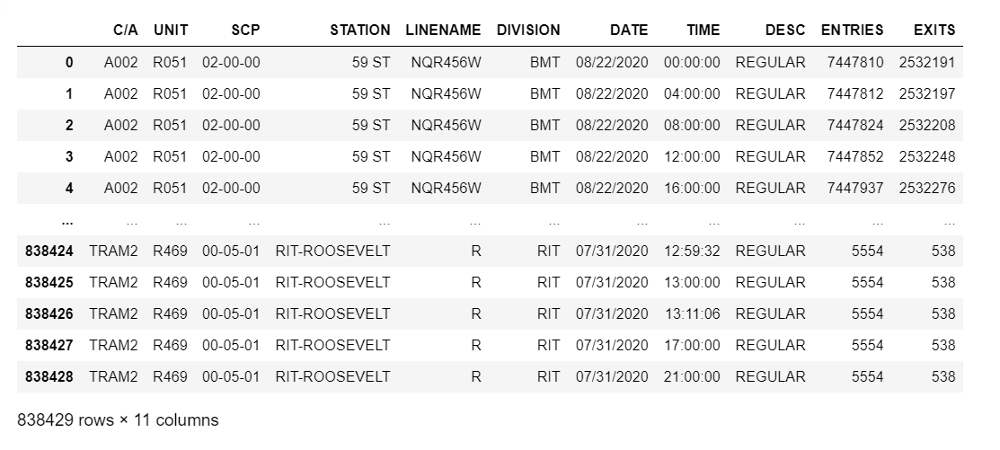 C/A UNIT SCP STATION LINENAME DIVISION DATE TIME DESC ENTRIES EXITS
0 A002 R051 02-00-00 59 ST NQR456W BMT 08/22/2020 00:00:00 REGULAR 7447810 2532191
1 A002 R051 02-00-00 59 ST NQR456W BMT 08/22/2020 04:00:00 REGULAR 7447812 2532197
2 A002 R051 02-00-00 59 ST NQR456W BMT 08/22/2020 08:00:00 REGULAR 7447824 2532208
3 A002 R051 02-00-00 59 ST NQR456W BMT 08/22/2020 12:00:00 REGULAR 7447852 2532248
4 A002 R051 02-00-00 59 ST NQR456W BMT 08/22/2020 16:00:00 REGULAR 7447937 2532276
... ... ... ... ... ... ... ... ... ... ... ...
838424 TRAM2 R469 00-05-01 RIT-ROOSEVELT R RIT 07/31/2020 12:59:32 REGULAR 5554 538
838425 TRAM2 R469 00-05-01 RIT-ROOSEVELT R RIT 07/31/2020 13:00:00 REGULAR 5554 538
838426 TRAM2 R469 00-05-01 RIT-ROOSEVELT R RIT 07/31/2020 13:11:06 REGULAR 5554 538
838427 TRAM2 R469 00-05-01 RIT-ROOSEVELT R RIT 07/31/2020 17:00:00 REGULAR 5554 538
838428 TRAM2 R469 00-05-01 RIT-ROOSEVELT R RIT 07/31/2020 21:00:00 REGULAR 5554 538
838429 rows × 11 columns